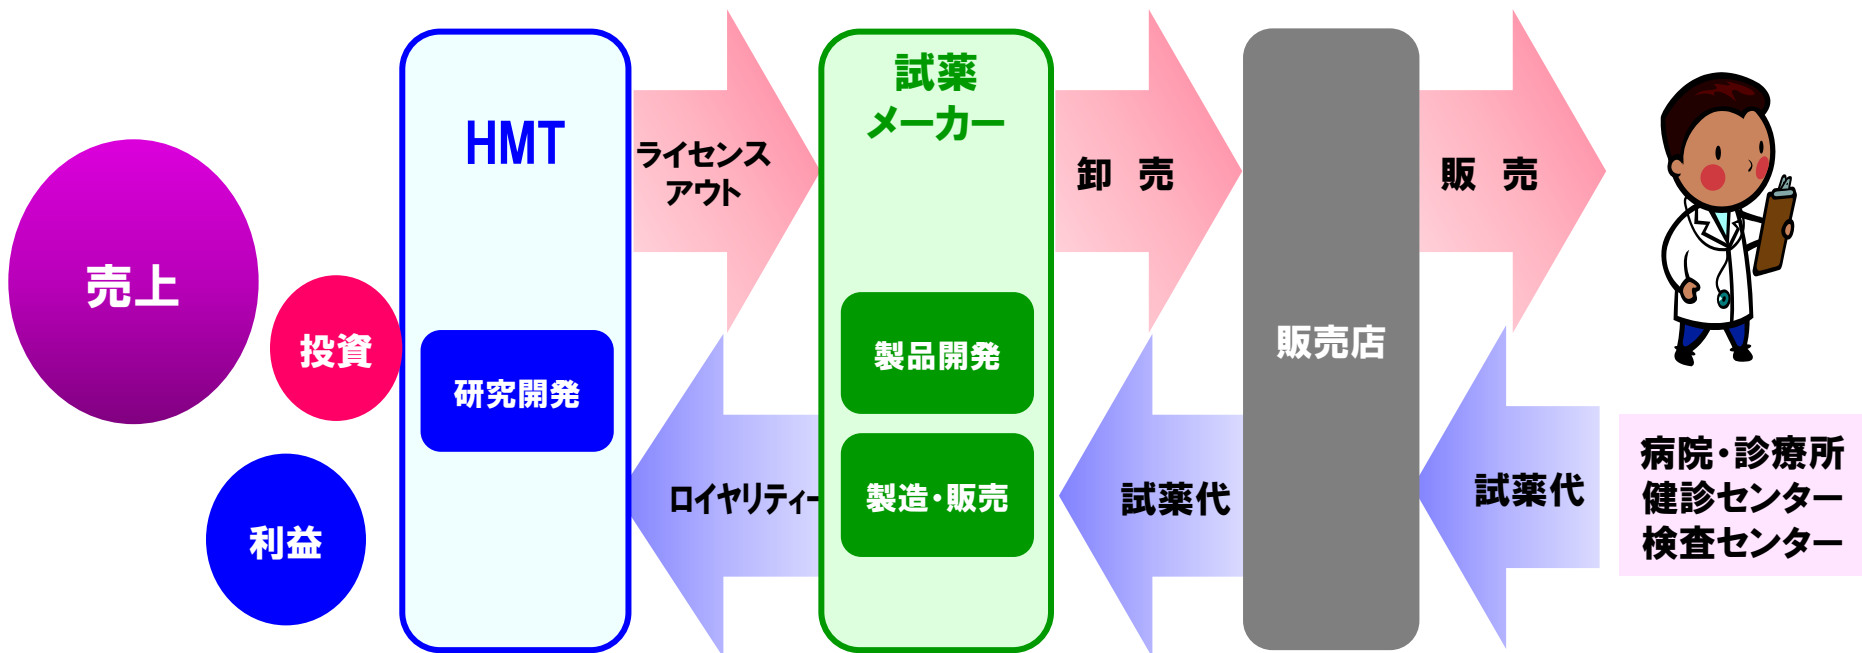 売上
投資
利益
HMT
研究開発
ライセンス
アウト
ロイヤリティー
試薬
メーカー
製品開発
製造・販売
卸 売
試薬代
販売店
販 売
試薬代
病院・診療所
健診センター
検査センター